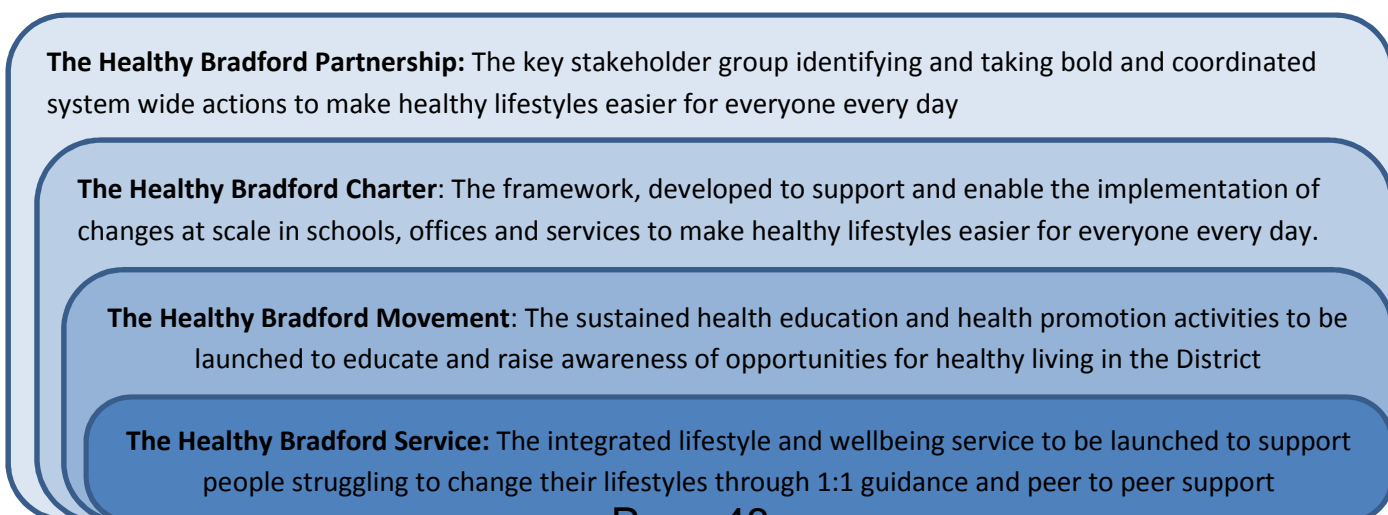 The Healthy Bradford Partnership: The key stakeholder group identifying and taking bold and coordinated
system wide actions to make healthy lifestyles easier for everyone every day
The Healthy Bradford Charter: The framework, developed to support and enable the implementation of
changes at scale in schools, offices and services to make healthy lifestyles easier for everyone every day.
The Healthy Bradford Movement: The sustained health education and health promotion activities to be
launched to educate and raise awareness of opportunities for healthy living in the District
The Healthy Bradford Service: The integrated lifestyle and wellbeing service to be launched to support
people struggling to change their lifestyles through 1:1 guidance and peer to peer support